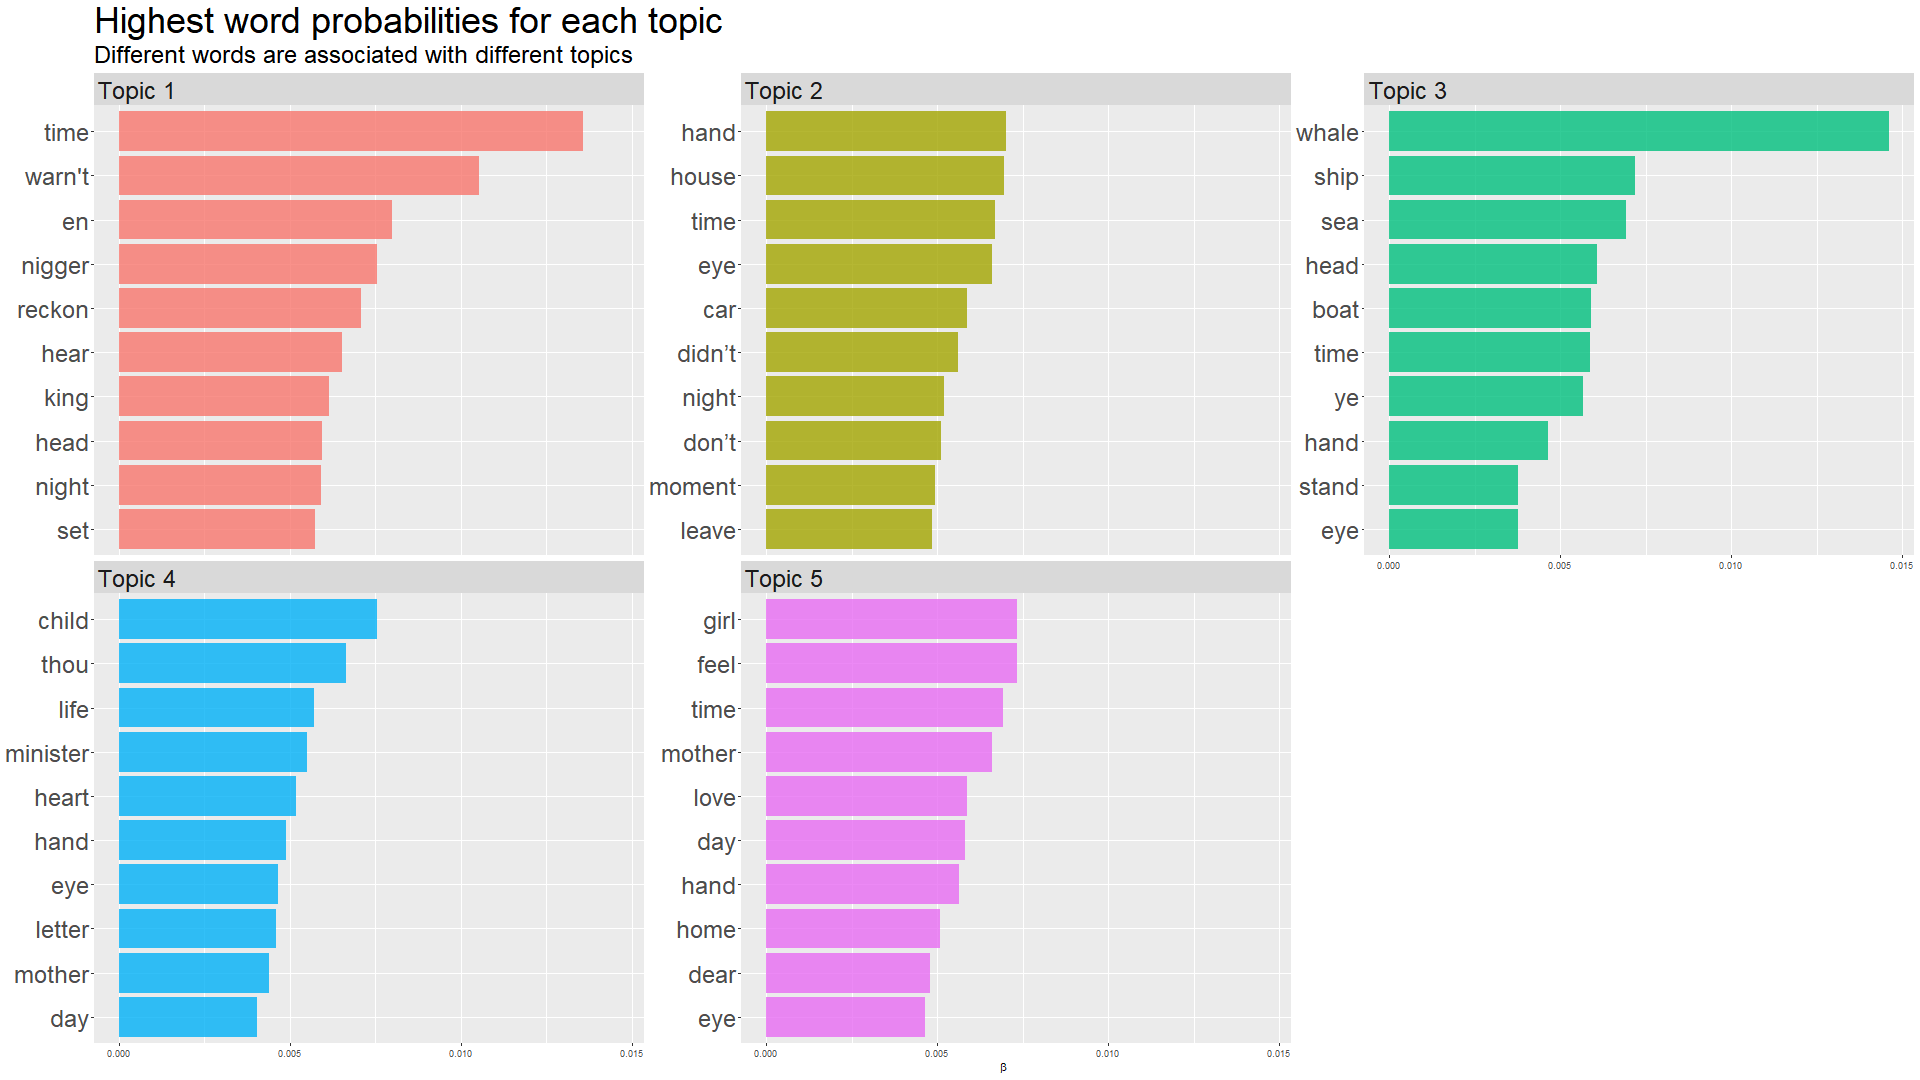 Highest word probabilities for each topic
Different words are associated with different topics
Topic 1
time
warn't
en
nigger
reckon
hear
king
head
night
set
Topic 2
hand
house
time
eye
car
didn’t
night
don’t
moment
leave
Topic 3
whale
ship
sea
head
boat
time
ye
hand
stand
eye
0.000 0.005 0.010 0.015
Topic 4
child
thou
life
minister
heart
hand
eye
letter
mother
day
0.000 0.005 0.010 0.015
Topic 5
girl
feel
time
mother
love
day
hand
home
dear
eye
0.000 0.005 0.010 0.015
β